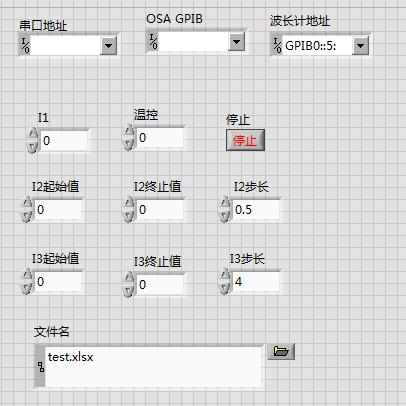 串口地址
OSA GPIB
波长计地址
GPIB0::5:
I1
温控
停止
0
0
停止
I2起始值
I2终止值
I2步长
0
0
0.5
I3起始值
I3终止值
I3步长
0
0
4
文件名
test.xlsx